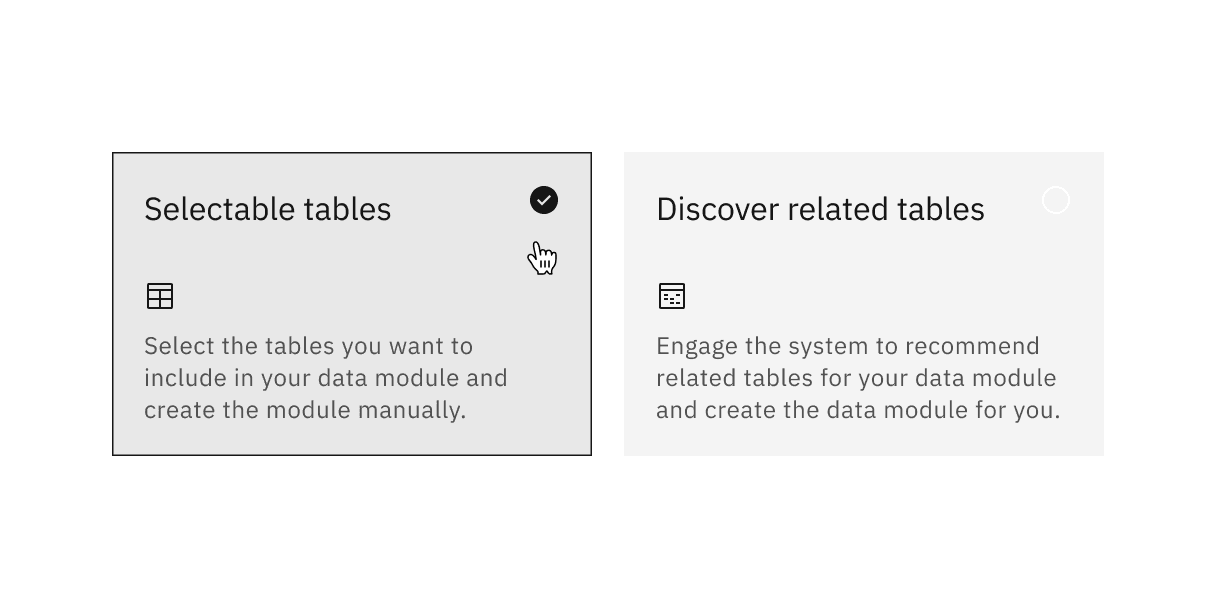 Selectable tables
Select the tables you want to
include in your data module and
create the module manually.
Discover related tables
Engage the system to recommend
related tables for your data module
and create the data module for you.